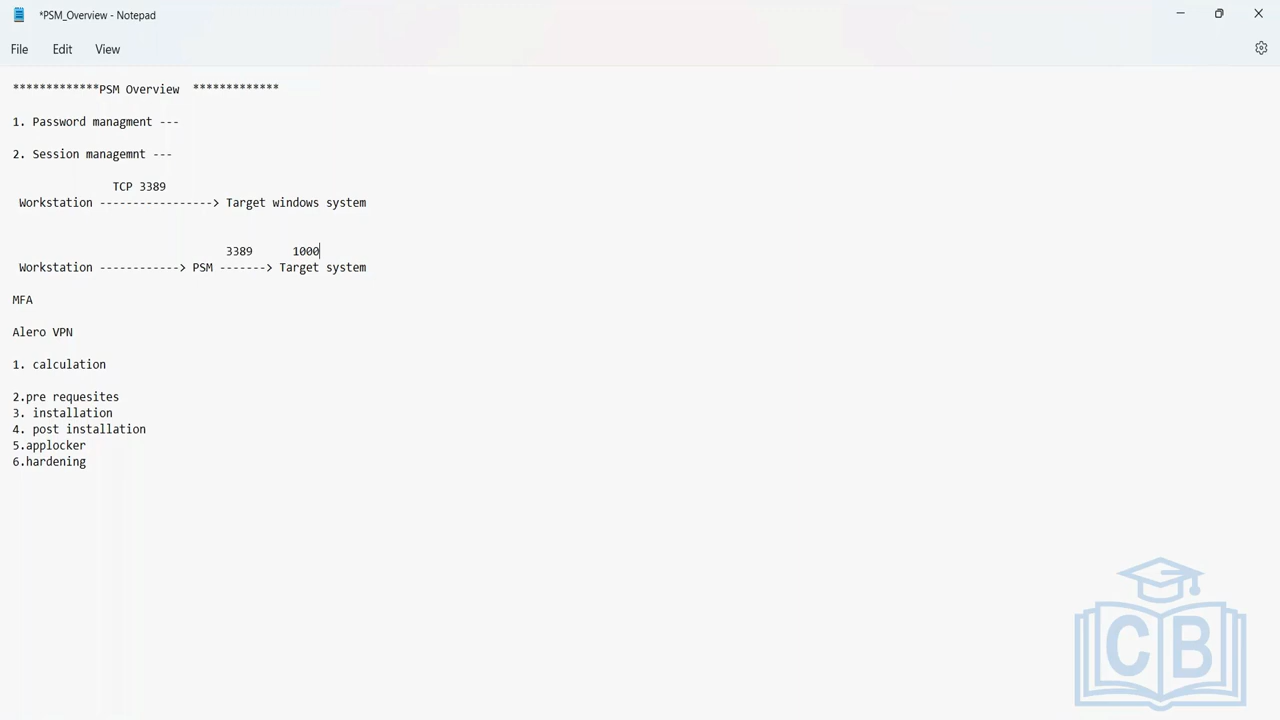 *PSM_Overview - Notepad
File Edit View
*************PSM Overview *************
1. Password managment ---
2. Session managemnt ---
TCP 3389
Workstation -----------------> Target windows system
3389 1000
Workstation ------------> PSM -------> Target system
MFA
Alero VPN
1. calculation
2.pre requesites
3. installation
4. post installation
5.applocker
6.hardening
CB